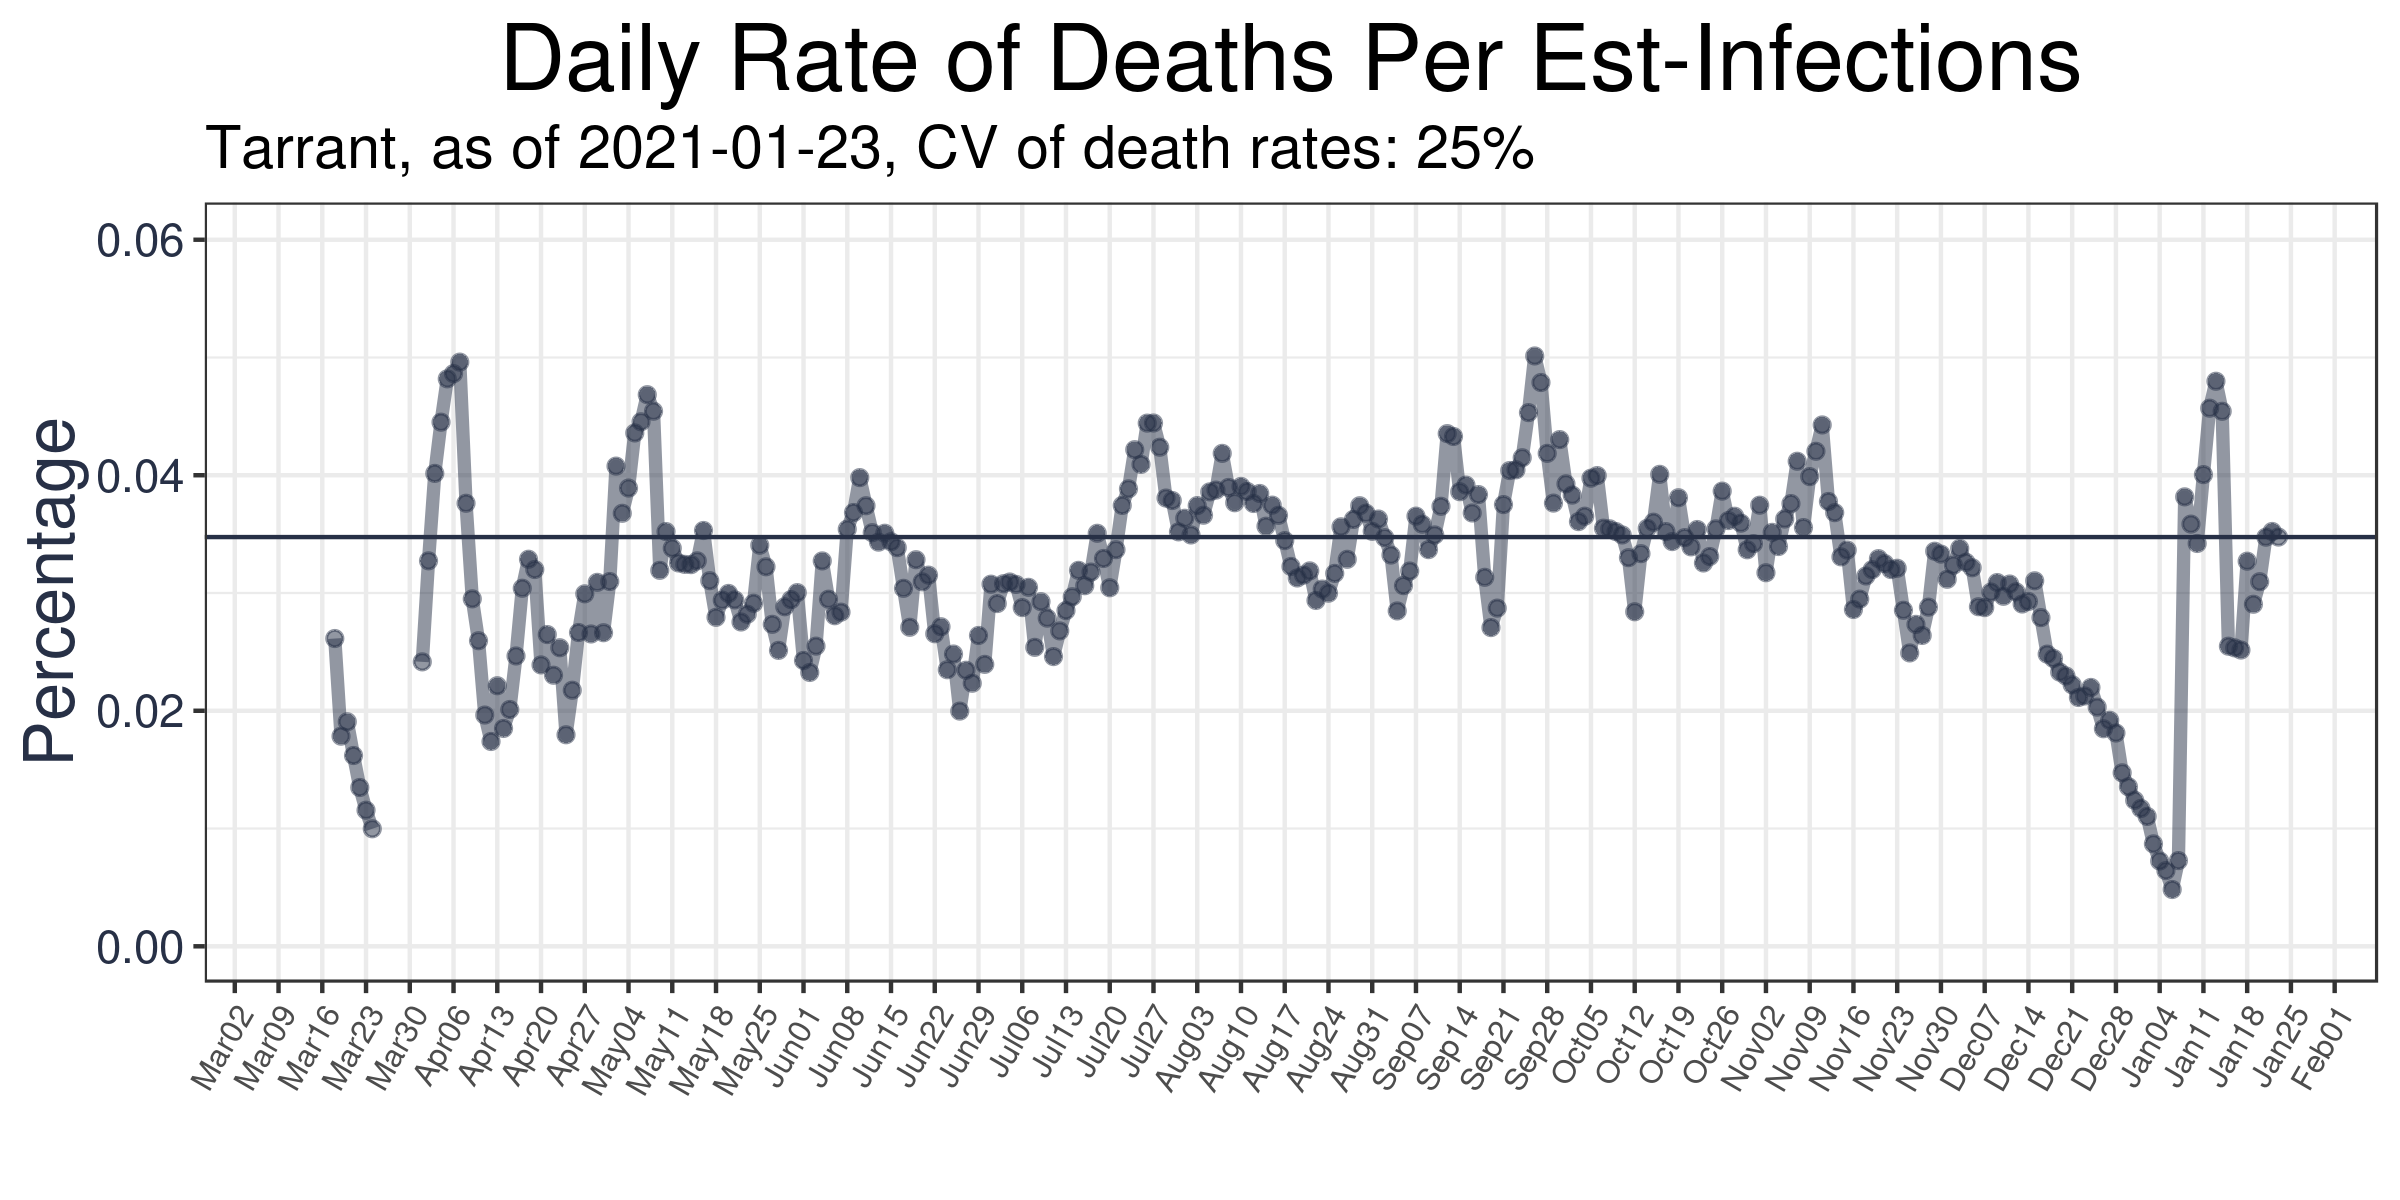 Daily Rate of Deaths Per Est-Infections
Tarrant, as of 2021-01-23, CV of death rates: 25%
Percentage
0.06
0.04
0.02
0.00
Mar02 Mar09 Mar16 Mar23 Mar30 Apr06 Apr13 Apr20 Apr27 May04 May11 May18 May25 Jun01 Jun08 Jun15 Jun22 Jun29 Jul06 Jul13 Jul20 Jul27 Aug03 Aug10 Aug17 Aug24 Aug31 Sep07 Sep14 Sep21 Sep28 Oct05 Oct12 Oct19 Oct26 Nov02 Nov09 Nov16 Nov23 Nov30 Dec07 Dec14 Dec21 Dec28 Jan04 Jan11 Jan18 Jan25 Feb01